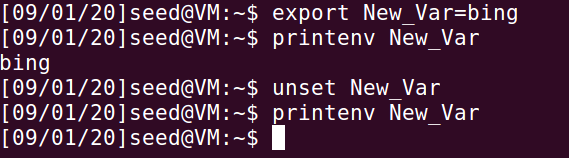 [09/01/20]seed@VM:~$ export New_Var=bing
[09/01/20]seed@VM:~$ printenv New_Var
bing
[09/01/20]seed@VM:~$ unset New_Var
[09/01/20]seed@VM:~$ printenv New_Var
[09/01/20]seed@VM:~$